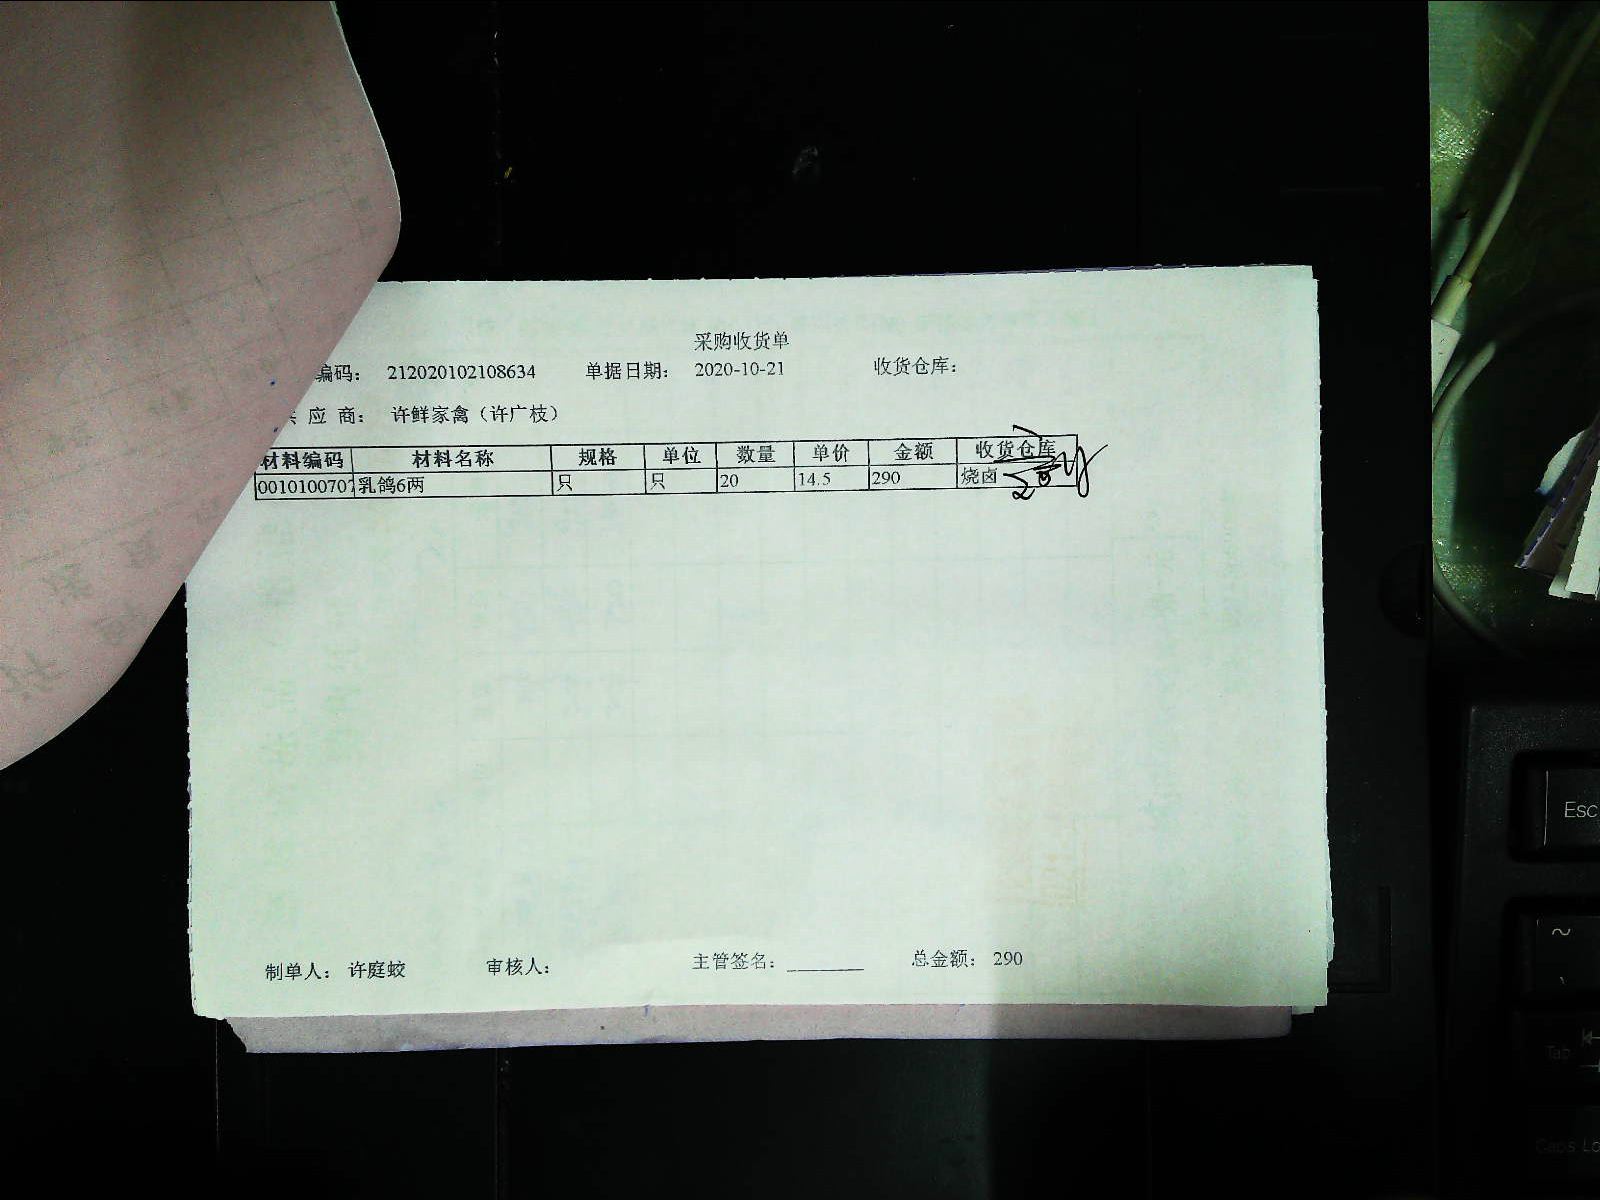 采购收货单
编码： 212020102108634 单据日期： 2020-10-21 收货仓库：
应 商： 许鲜家禽（许广枝）
材料编码 材料名称 规格 单位 数量 单价 金额 收货仓库
0010100707 乳鸽6两 只 只 20 14.5 290 烧卤
制单人： 许庭蛟 审核人： 主管签名：________ 总金额： 290
Esc
~
Tab
Caps Lo